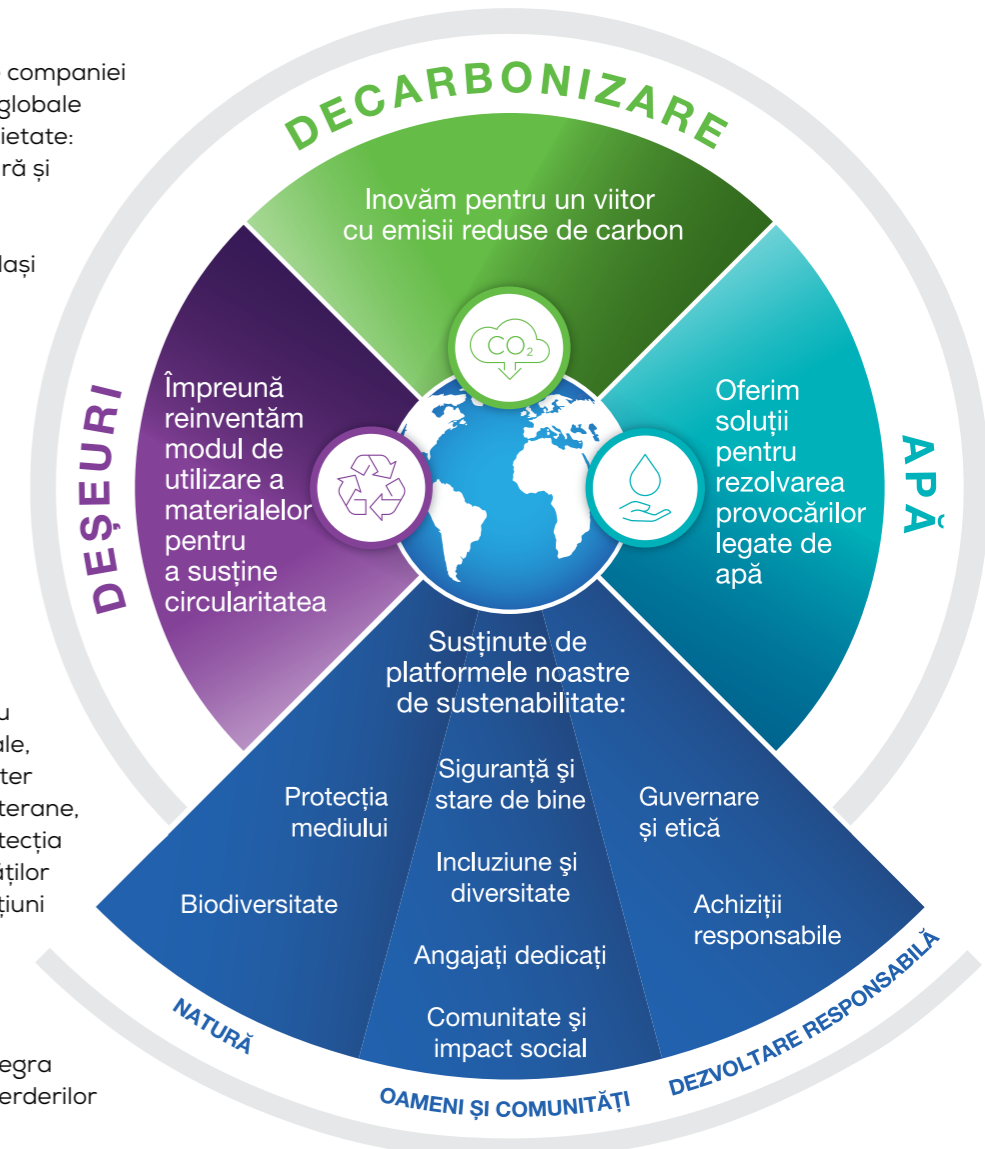 companiei
globale
ietate:
ră și
lași
u
ale,
ter
terane,
tecția
ăților
țiuni
tegra
ierderilor
DECARBONIZARE
Inovăm pentru un viitor
cu emisii reduse de carbon
CO₂
DEȘEURI
Împreună
reinventăm
modul de
utilizare a
materialelor
pentru
a susține
circularitatea
APĂ
Oferim
soluții
pentru
rezolvarea
provocărilor
legate de
apă
Susținute de
platformele noastre
de sustenabilitate:
Protecția
mediului
Biodiversitate
NATURĂ
Siguranță și
stare de bine
Incluziune și
diversitate
Angajați dedicați
Comunitate și
impact social
OAMENI ȘI COMUNITĂȚI
Guvernare
și etică
Achiziții
responsabile
DEZVOLTARE RESPONSABILĂ